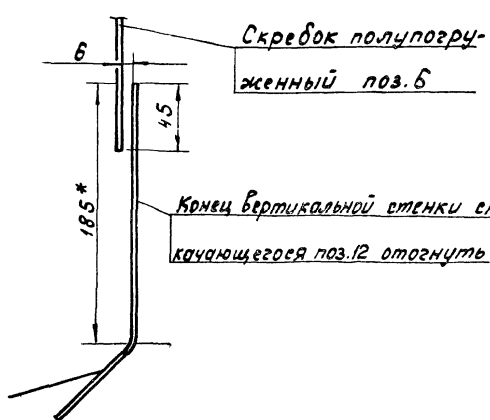 Скребок полупогру-
женный поз.6
6
45
185*
Конец вертикальной стенки
качающегося поз.12 отогнуть